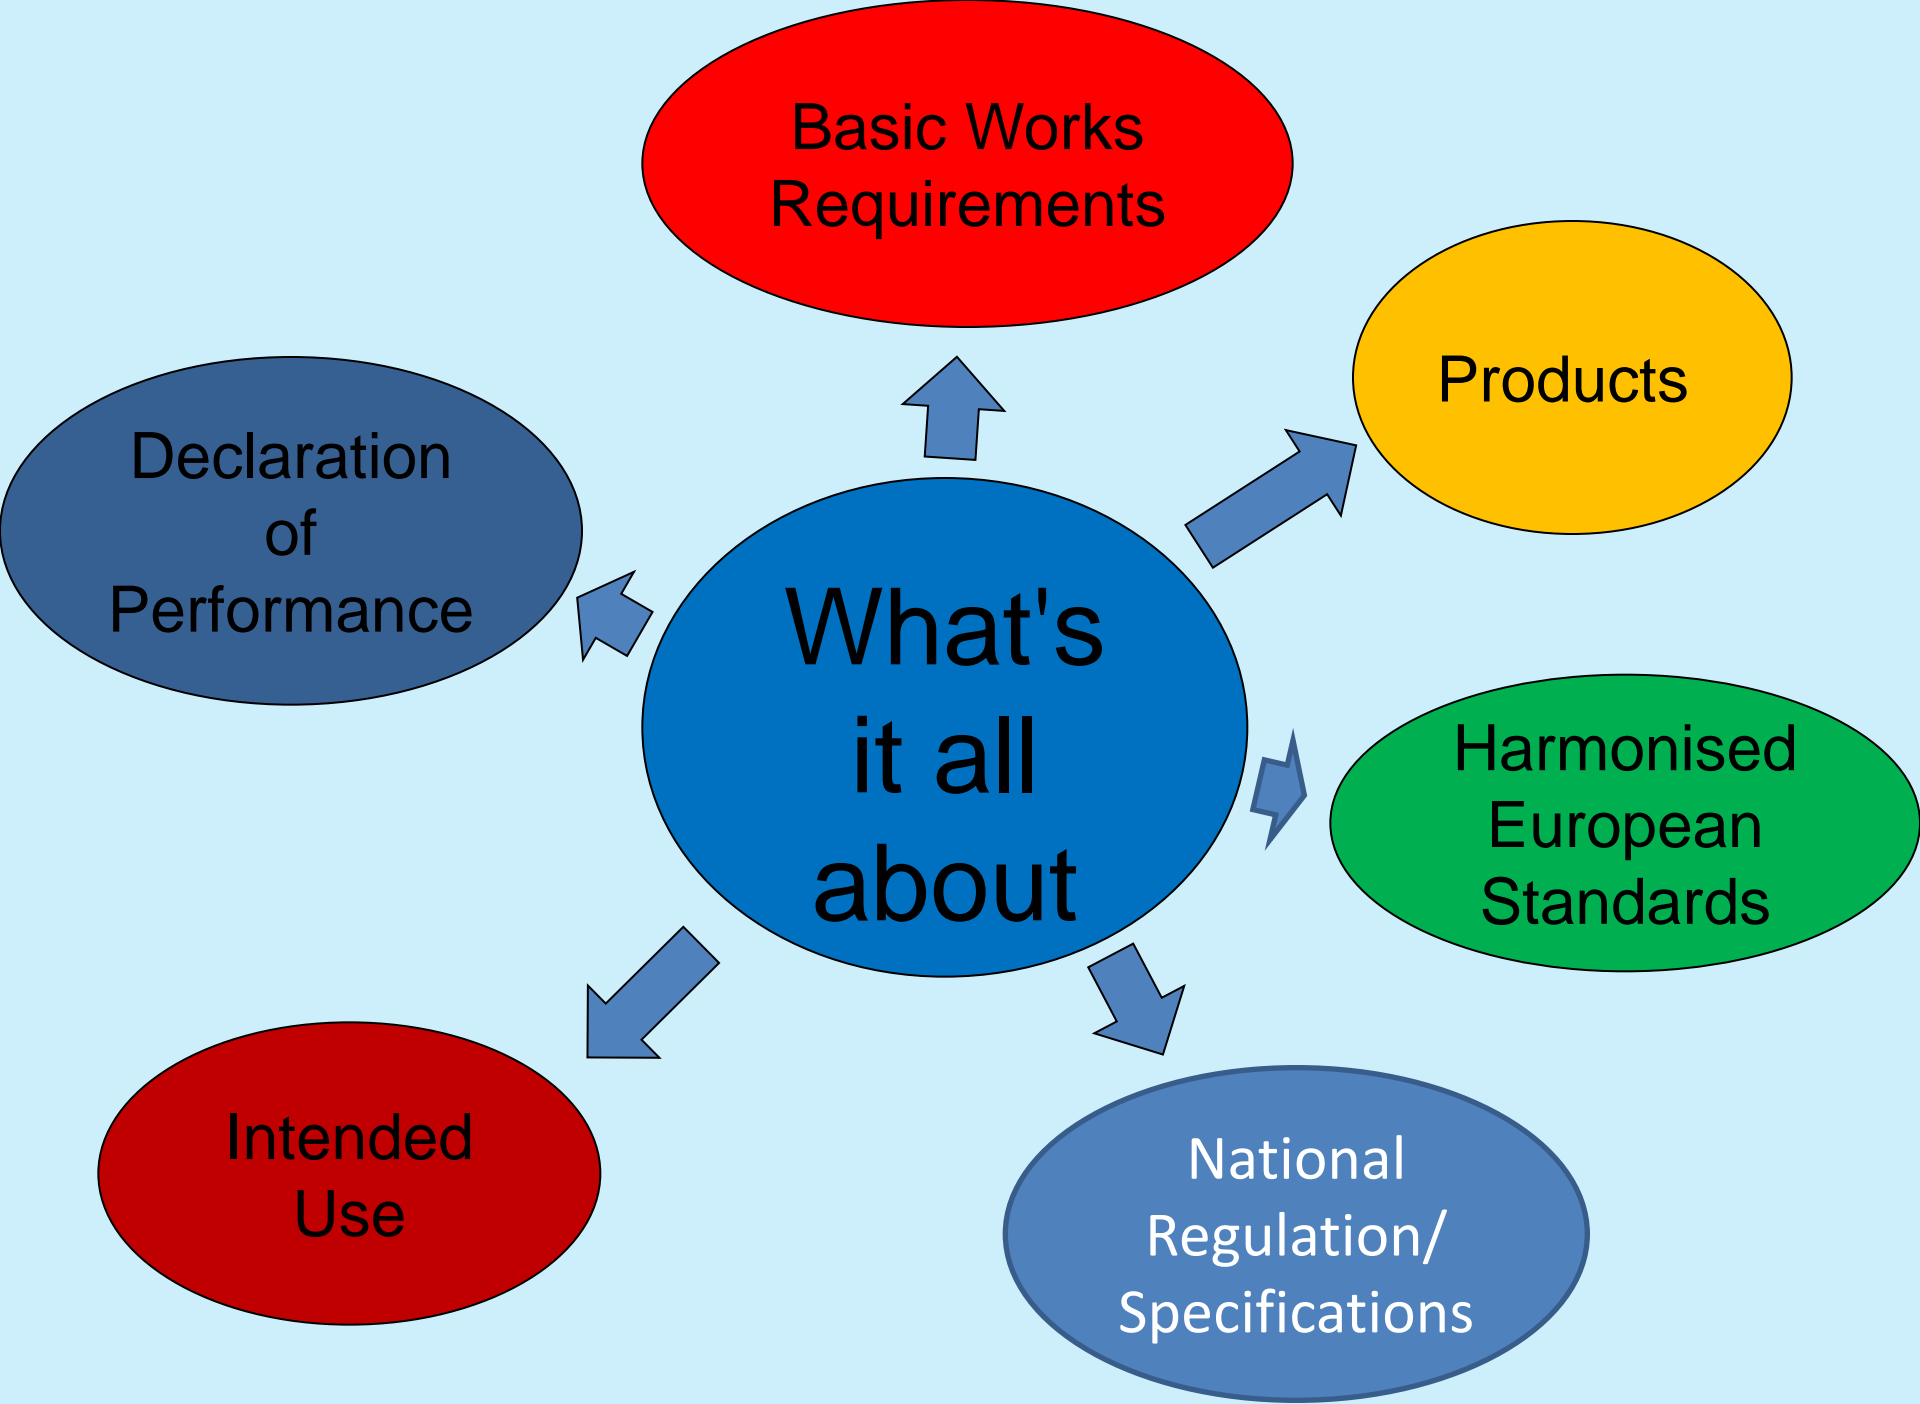 Basic Works
Requirements
Products
Declaration
of
Performance
What's
it all
about
Harmonised
European
Standards
Intended
Use
National
Regulation/
Specifications